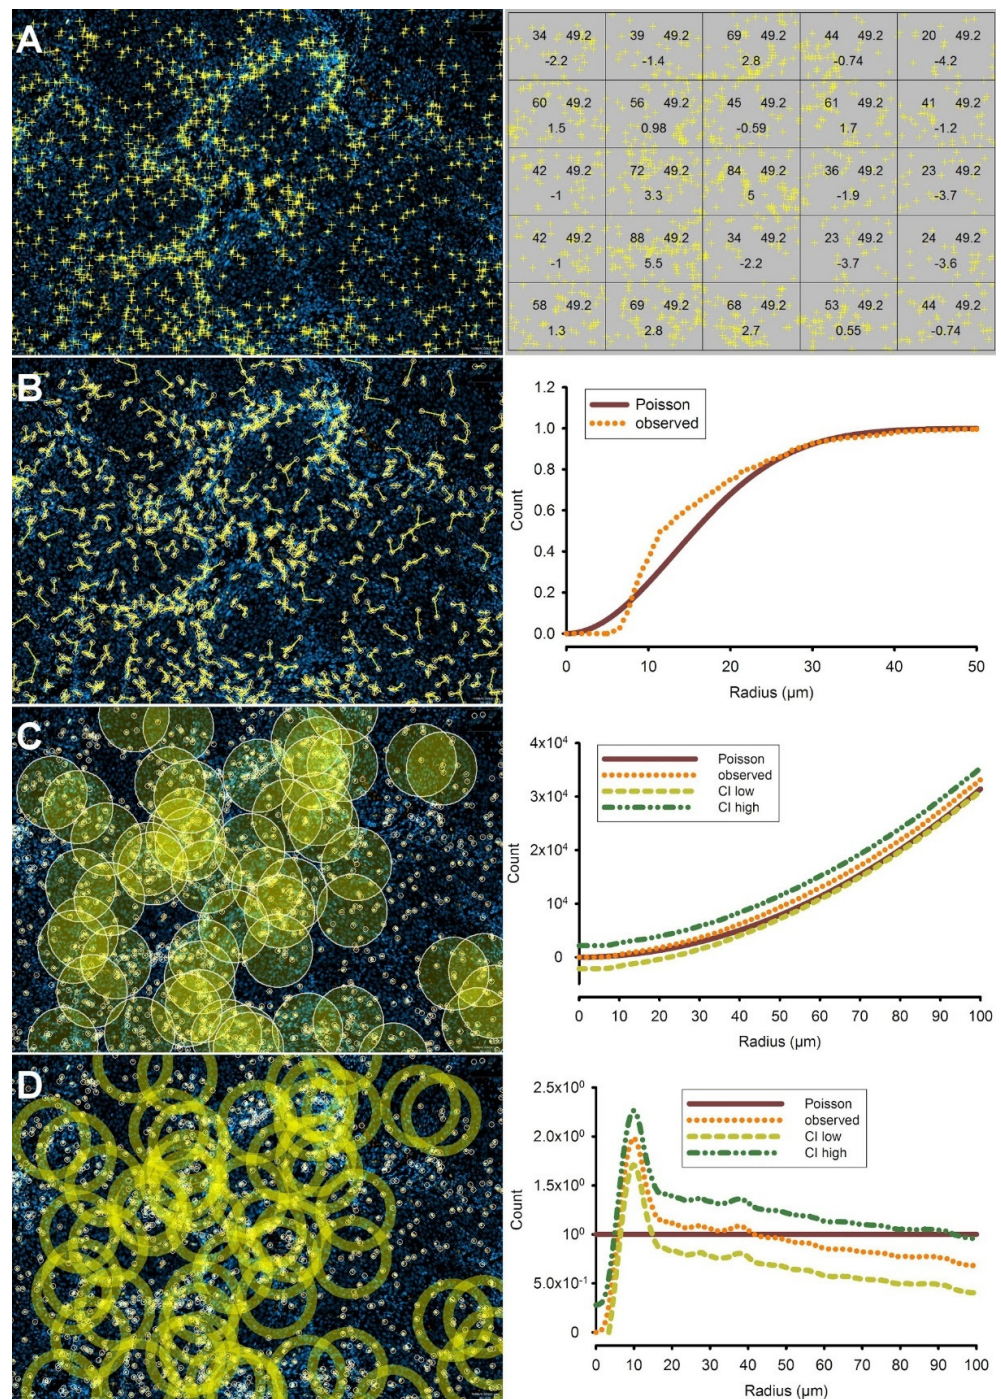 A
34 49.2 39 49.2 69 49.2 44 49.2 20 49.2
-2.2 -1.4 2.8 -0.74 -4.2
60 49.2 56 49.2 45 49.2 61 49.2 41 49.2
1.5 0.98 -0.59 1.7 -1.2
42 49.2 72 49.2 84 49.2 36 49.2 23 49.2
-1 3.3 5 -1.9 -3.7
42 49.2 88 49.2 34 49.2 23 49.2 24 49.2
-1 5.5 -2.2 -3.7 -3.6
58 49.2 69 49.2 68 49.2 53 49.2 44 49.2
1.3 2.8 2.7 0.55 -0.74
B
1.2
1.0
0.8
0.6
0.4
0.2
0.0
Count
Poisson
observed
0 10 20 30 40 50
Radius (µm)
C
4x10⁴
3x10⁴
2x10⁴
10⁴
0
Count
Poisson
observed
CI low
CI high
0 10 20 30 40 50 60 70 80 90 100
Radius (µm)
D
2.5x10⁰
2.0x10⁰
1.5x10⁰
10⁰
5.0x10⁻¹
0
Count
Poisson
observed
CI low
CI high
0 10 20 30 40 50 60 70 80 90 100
Radius (µm)